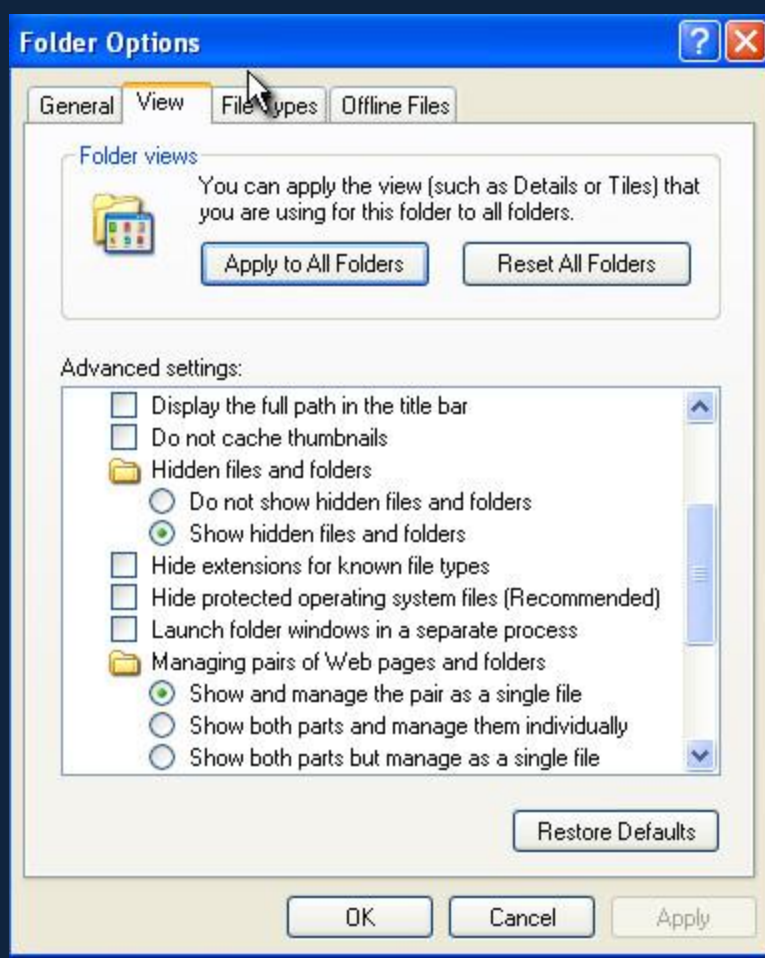 Folder Options
General View File Types Offline Files
Folder views
You can apply the view (such as Details or Tiles) that
you are using for this folder to all folders.
Apply to All Folders Reset All Folders
Advanced settings:
Display the full path in the title bar
Do not cache thumbnails
Hidden files and folders
Do not show hidden files and folders
Show hidden files and folders
Hide extensions for known file types
Hide protected operating system files (Recommended)
Launch folder windows in a separate process
Managing pairs of Web pages and folders
Show and manage the pair as a single file
Show both parts and manage them individually
Show both parts but manage as a single file
Restore Defaults
OK Cancel Apply